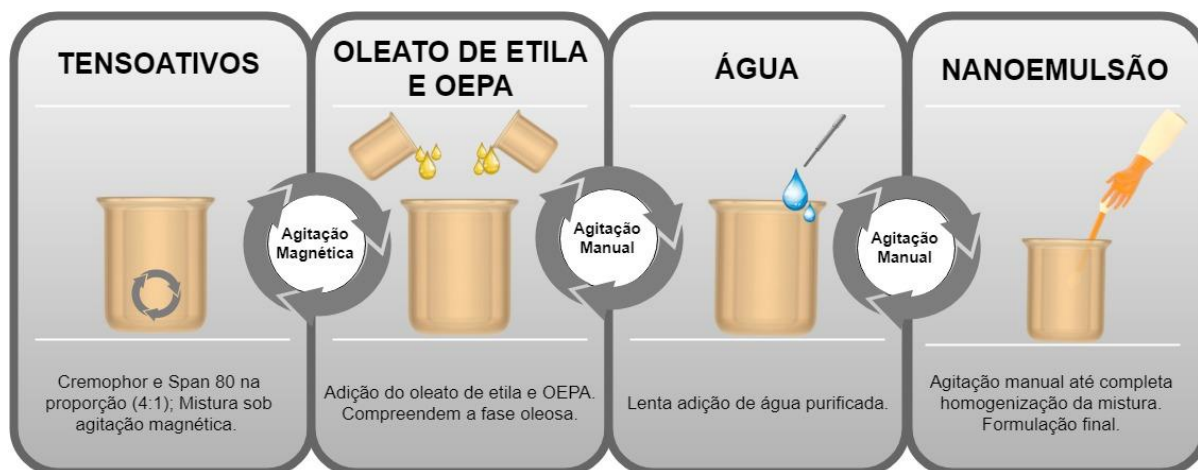 TENSOATIVOS
Cremophor e Span 80 na
proporção (4:1); Mistura sob
agitação magnética.
Agitação
Magnética
OLEATO DE ETILA
E OEPA
Adição do oleato de etila e OEPA.
Compreendem a fase oleosa.
Agitação
Manual
ÁGUA
Lenta adição de água purificada.
Agitação
Manual
NANOEMULSÃO
Agitação manual até completa
homogenização da mistura.
Formulação final.